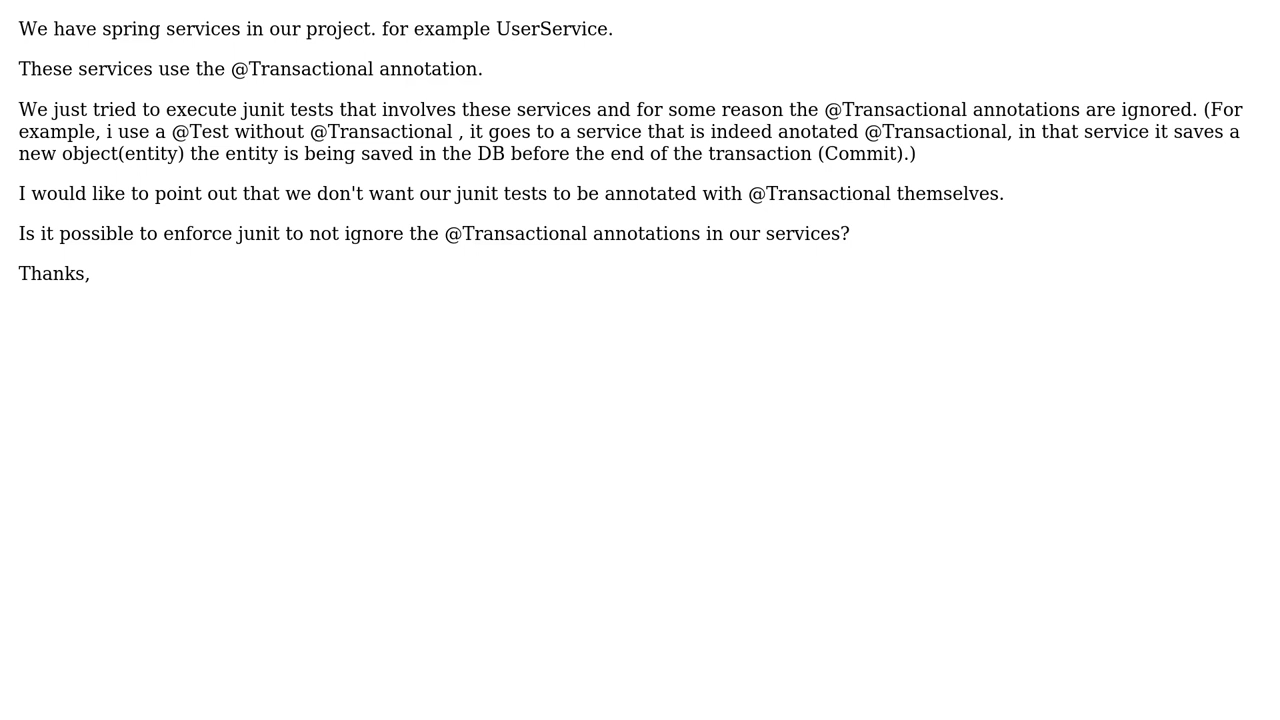 We have spring services in our project. for example UserService.
These services use the @Transactional annotation.
We just tried to execute junit tests that involves these services and for some reason the @Transactional annotations are ignored. (For
example, i use a @Test without @Transactional , it goes to a service that is indeed anotated @Transactional, in that service it saves a
new object(entity) the entity is being saved in the DB before the end of the transaction (Commit).)
I would like to point out that we don't want our junit tests to be annotated with @Transactional themselves.
Is it possible to enforce junit to not ignore the @Transactional annotations in our services?
Thanks,